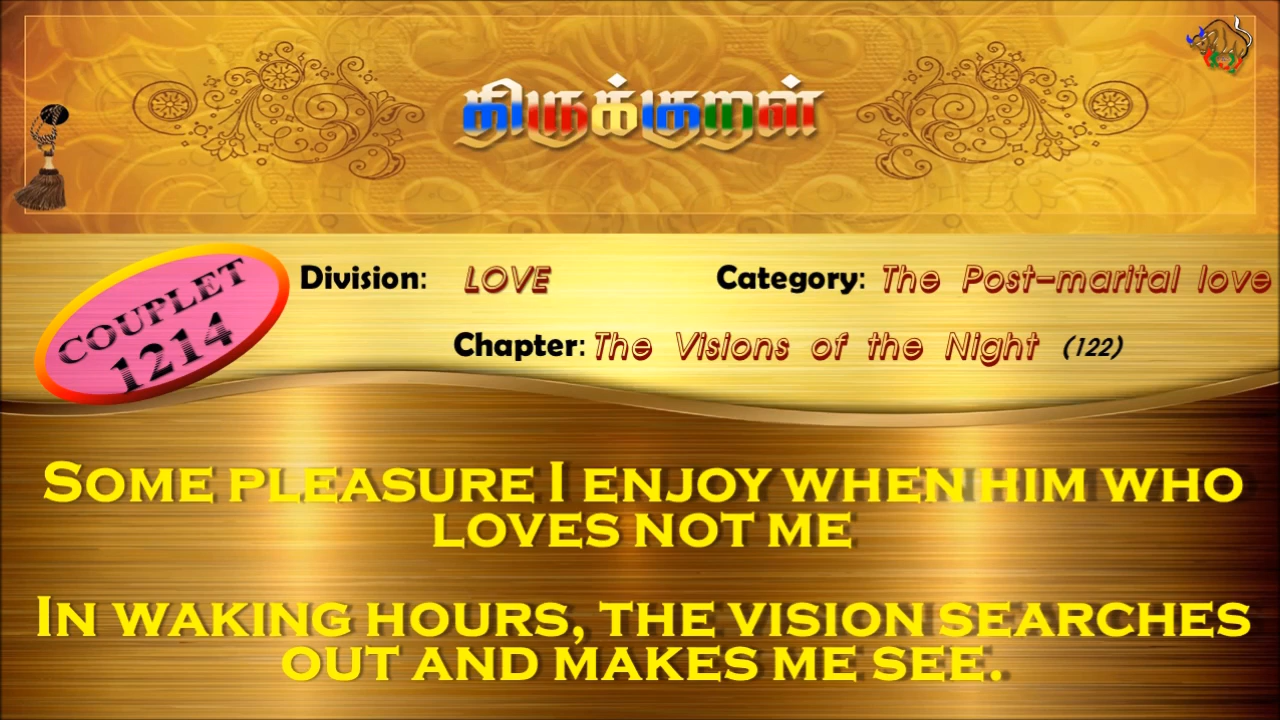 திருக்குறள்
COUPLET
1214
Division: LOVE
Category: The Post-marital love
Chapter: The Visions of the Night (122)
SOME PLEASURE I ENJOY WHEN HIM WHO
LOVES NOT ME
IN WAKING HOURS, THE VISION SEARCHES
OUT AND MAKES ME SEE.